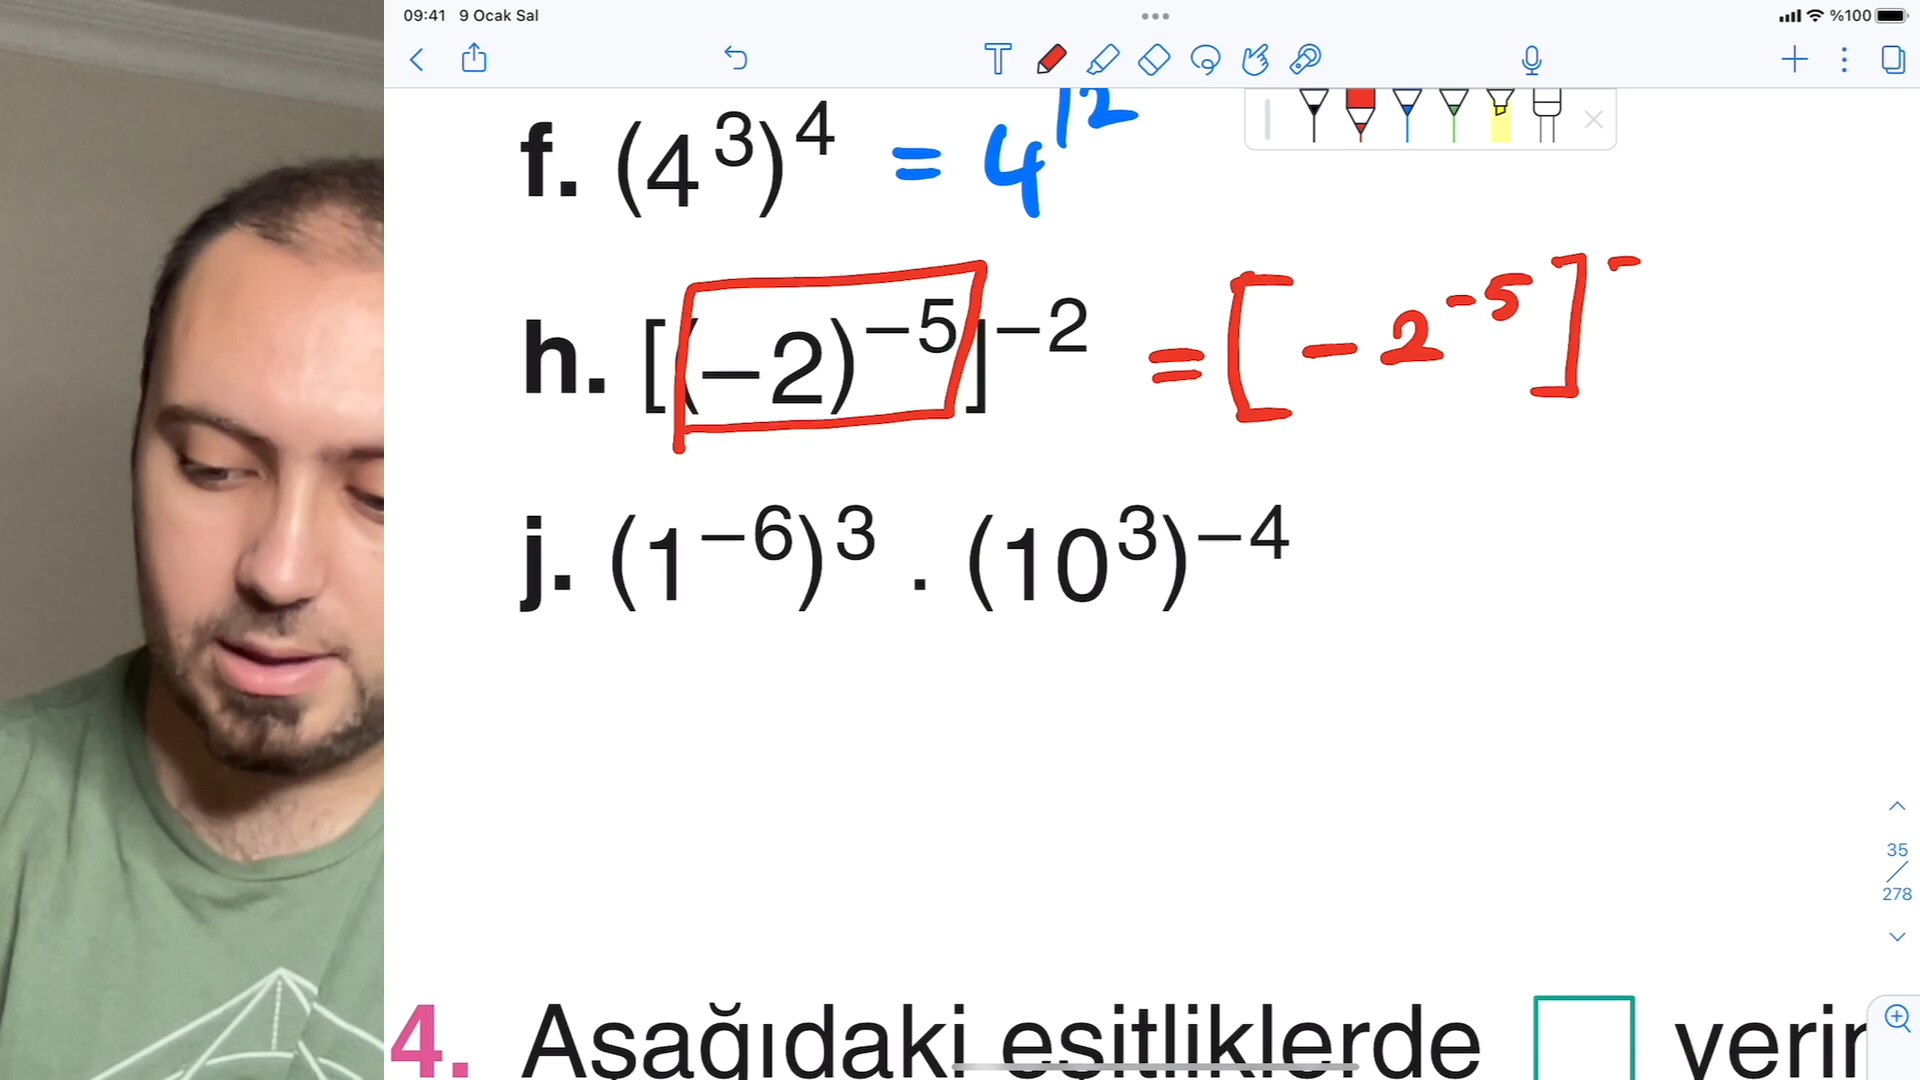 09:41 9 Ocak Sal %100
f. (4³)⁴ = 4¹²
h. [(−2)⁻⁵]⁻² = [−2⁻⁵]⁻
j. (1⁻⁶)³ . (10³)⁻⁴
35 / 278
4. Aşağıdaki eşitliklerde □